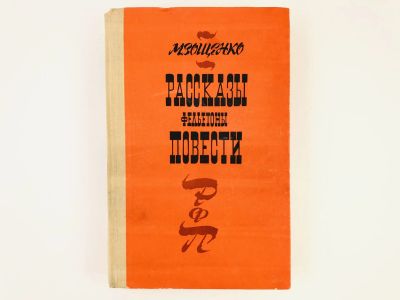 М.ЗОЩЕНКО
РАССКАЗЫ
ФЕЛЬЕТОНЫ
ПОВЕСТИ
Р
Ф
П